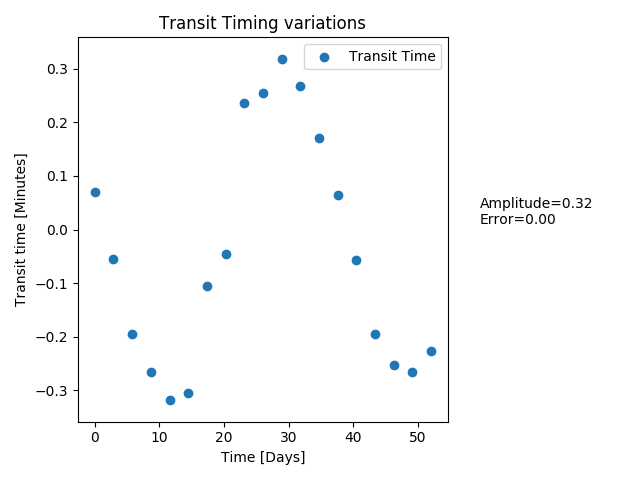 Transit Timing variations
Transit Time
Transit time [Minutes]
0.3
0.2
0.1
0.0
−0.1
−0.2
−0.3
Amplitude=0.32
Error=0.00
0 10 20 30 40 50
Time [Days]